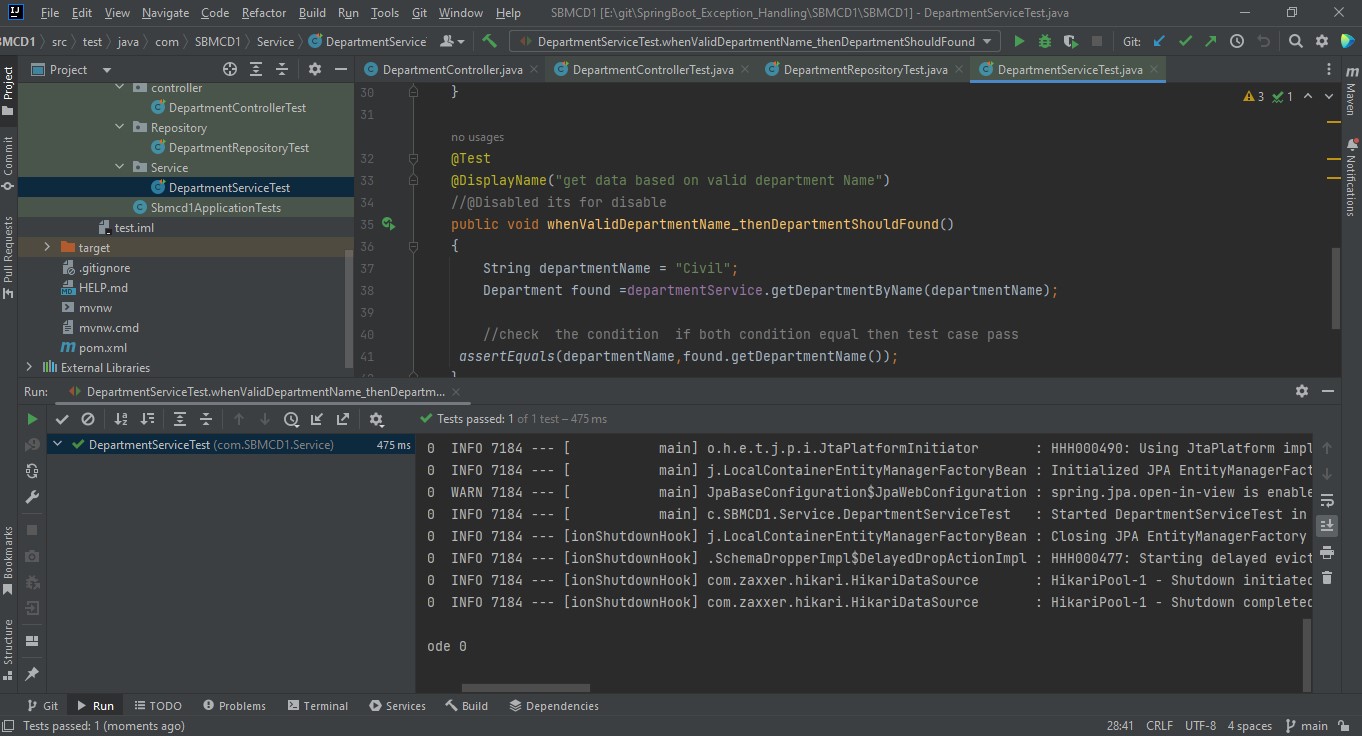 File Edit View Navigate Code Refactor Build Run Tools Git Window Help SBMCD1 [E:\git\SpringBoot_Exception_Handling\SBMCD1\SBMCD1] - DepartmentServiceTest.java
MCD1 src test java com SBMCD1 Service DepartmentService DepartmentServiceTest.whenValidDepartmentName_thenDepartmentShouldFound Git:
Project DepartmentController.java DepartmentControllerTest.java DepartmentRepositoryTest.java DepartmentServiceTest.java
Project
Commit
Pull Requests
Bookmarks
Structure
controller
DepartmentControllerTest
Repository
DepartmentRepositoryTest
Service
DepartmentServiceTest
Sbmcd1ApplicationTests
test.iml
target
.gitignore
HELP.md
mvnw
mvnw.cmd
pom.xml
External Libraries
3 1
30 }
31
no usages
32 @Test
33 @DisplayName("get data based on valid department Name")
34 //@Disabled its for disable
35 public void whenValidDepartmentName_thenDepartmentShouldFound()
36 {
37 String departmentName = "Civil";
38 Department found =departmentService.getDepartmentByName(departmentName);
39
40 //check  the condition  if both condition equal then test case pass
41 assertEquals(departmentName,found.getDepartmentName());
Maven
Notifications
Run: DepartmentServiceTest.whenValidDepartmentName_thenDepartm...
Tests passed: 1 of 1 test – 475 ms
DepartmentServiceTest (com.SBMCD1.Service) 475 ms
0  INFO 7184 --- [           main] o.h.e.t.j.p.i.JtaPlatformInitiator       : HHH000490: Using JtaPlatform impl
0  INFO 7184 --- [           main] j.LocalContainerEntityManagerFactoryBean : Initialized JPA EntityManagerFact
0  WARN 7184 --- [           main] JpaBaseConfiguration$JpaWebConfiguration : spring.jpa.open-in-view is enable
0  INFO 7184 --- [           main] c.SBMCD1.Service.DepartmentServiceTest   : Started DepartmentServiceTest in
0  INFO 7184 --- [ionShutdownHook] j.LocalContainerEntityManagerFactoryBean : Closing JPA EntityManagerFactory
0  INFO 7184 --- [ionShutdownHook] .SchemaDropperImpl$DelayedDropActionImpl : HHH000477: Starting delayed evict
0  INFO 7184 --- [ionShutdownHook] com.zaxxer.hikari.HikariDataSource       : HikariPool-1 - Shutdown initiated
0  INFO 7184 --- [ionShutdownHook] com.zaxxer.hikari.HikariDataSource       : HikariPool-1 - Shutdown completed
ode 0
Git Run TODO Problems Terminal Services Build Dependencies
Tests passed: 1 (moments ago) 28:41 CRLF UTF-8 4 spaces main